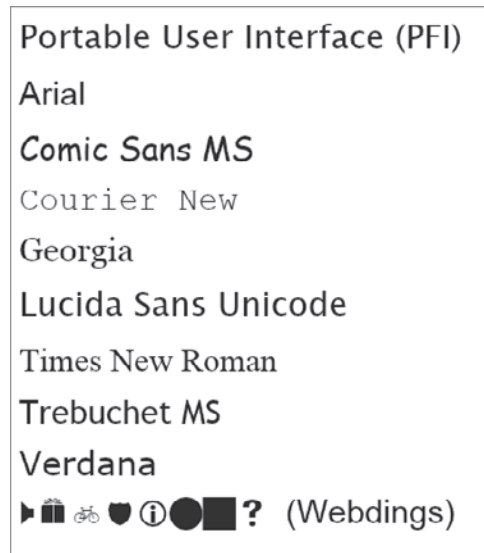 Portable User Interface (PFI)
Arial
Comic Sans MS
Courier New
Georgia
Lucida Sans Unicode
Times New Roman
Trebuchet MS
Verdana
(Webdings)